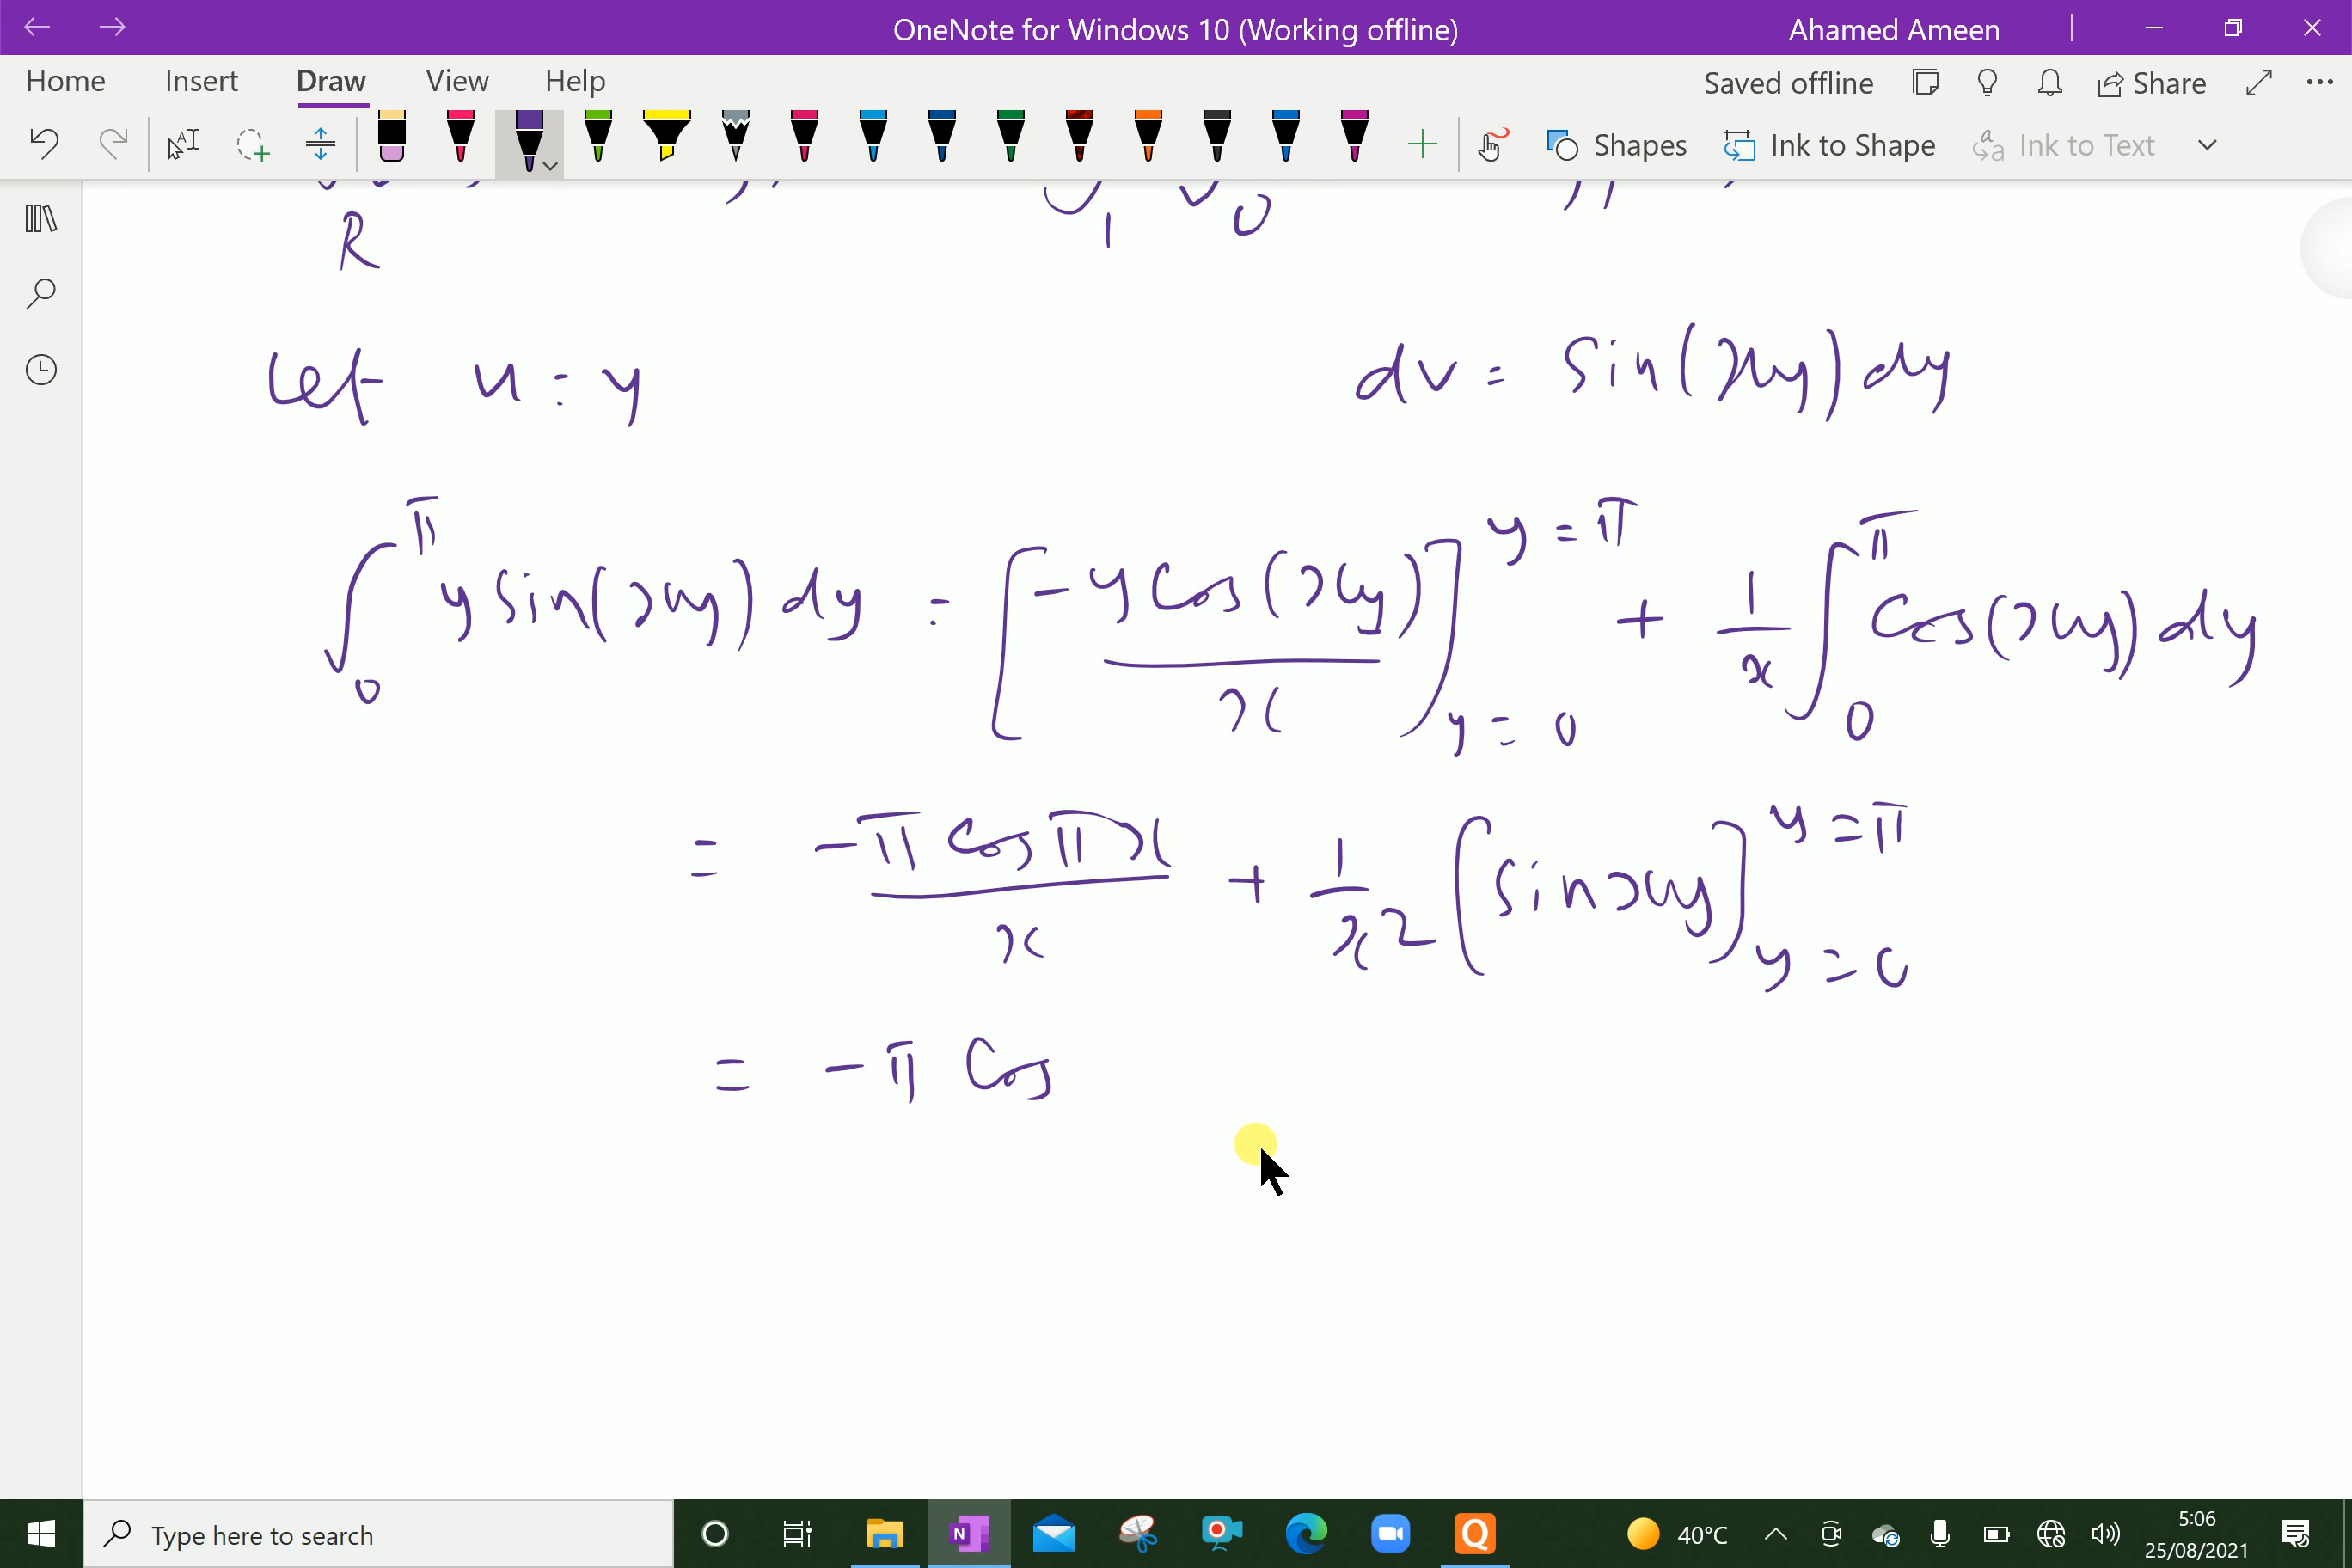 OneNote for Windows 10 (Working offline) Ahamed Ameen
Home Insert Draw View Help Saved offline Share
Shapes Ink to Shape Ink to Text
R 1 0
Let u = y dv = sin(xy) dy
∫₀^π y sin(xy) dy = [-y cos(xy) / x]_{y=0}^{y=π} + 1/x ∫₀^π cos(xy) dy
= -π cos πx / x + 1/x² [sin xy]_{y=0}^{y=π}
= -π cos
Type here to search 40°C 5:06
25/08/2021